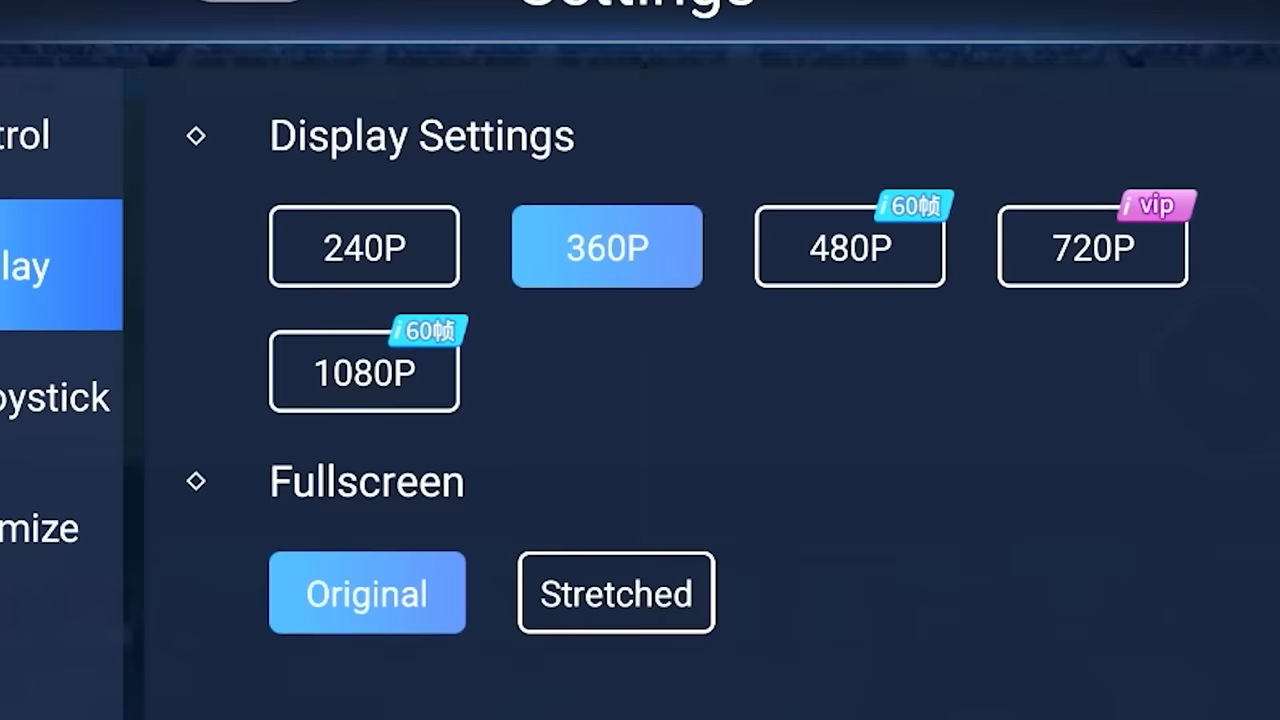 Settings
trol
Display Settings
60帧
vip
240P
360P
480P
720P
lay
60帧
1080P
oystick
Fullscreen
mize
Original
Stretched